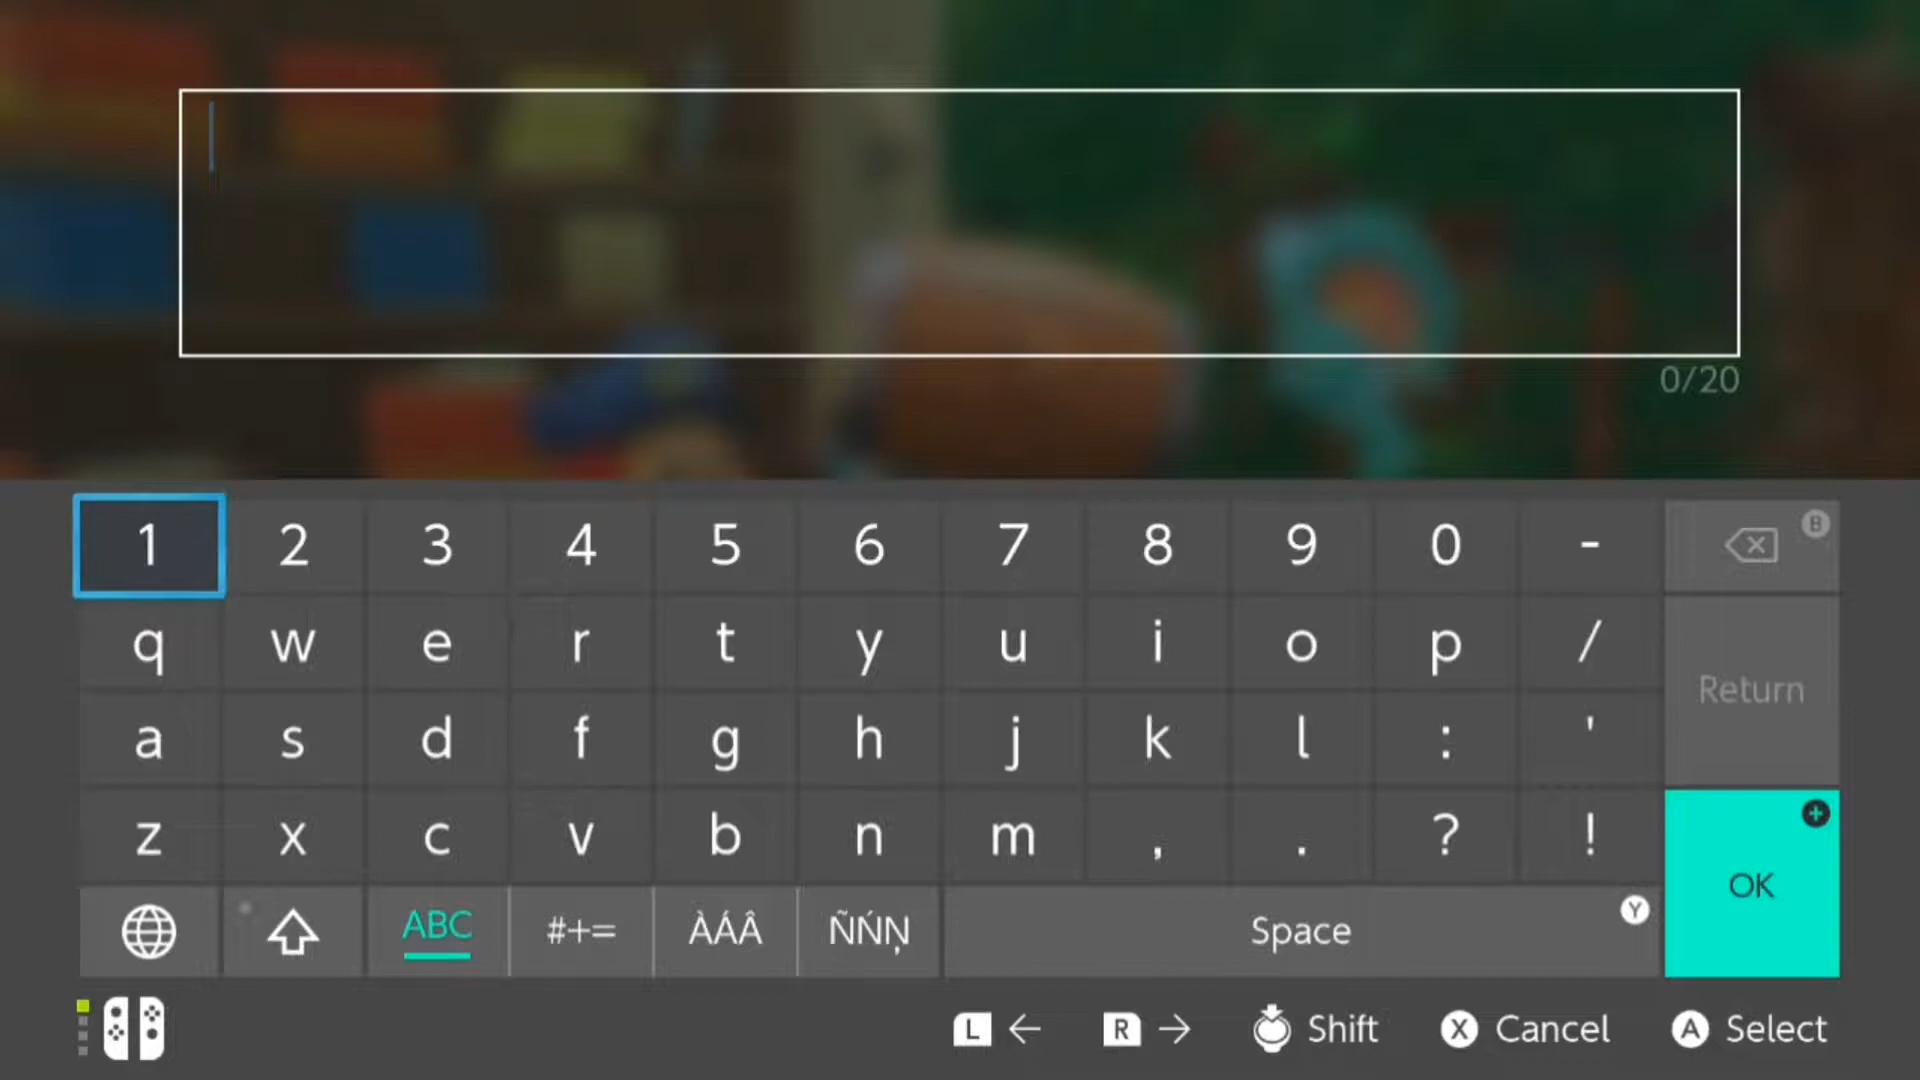 0/20
1 2 3 4 5 6 7 8 9 0 - B
q w e r t y u i o p /
Return
a s d f g h j k l : '
z x c v b n m , . ? ! +
OK
ABC #+= ÀÁÂ ÑŃŅ Space Y
L ← R → Shift X Cancel A Select